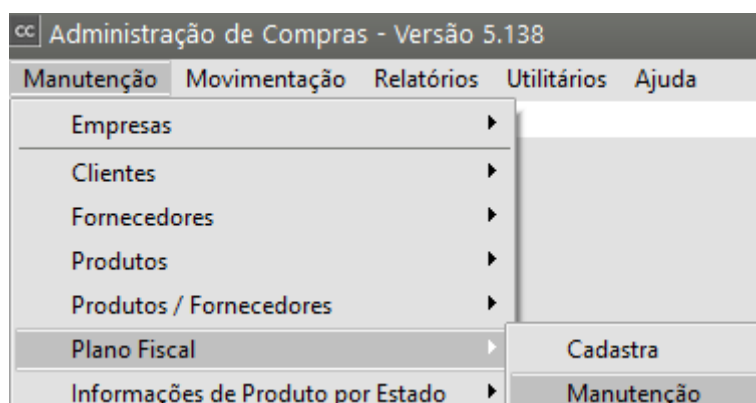 cc Administração de Compras - Versão 5.138
Manutenção Movimentação Relatórios Utilitários Ajuda
Empresas
Clientes
Fornecedores
Produtos
Produtos / Fornecedores
Plano Fiscal
Cadastra
Informações de Produto por Estado
Manutenção